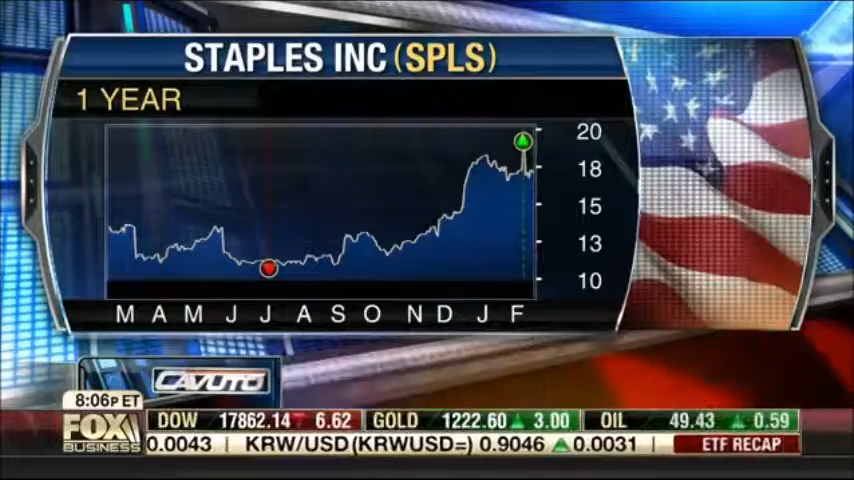 STAPLES INC (SPLS)
1 YEAR
20
18
15
13
10
M A M J J A S O N D J F
CAVUTO
8:06P ET
FOX
BUSINESS
DOW 17862.14 6.62 GOLD 1222.60 3.00 OIL 49.43 0.59
0.0043 KRW/USD(KRWUSD=) 0.9046 0.0031 ETF RECAP